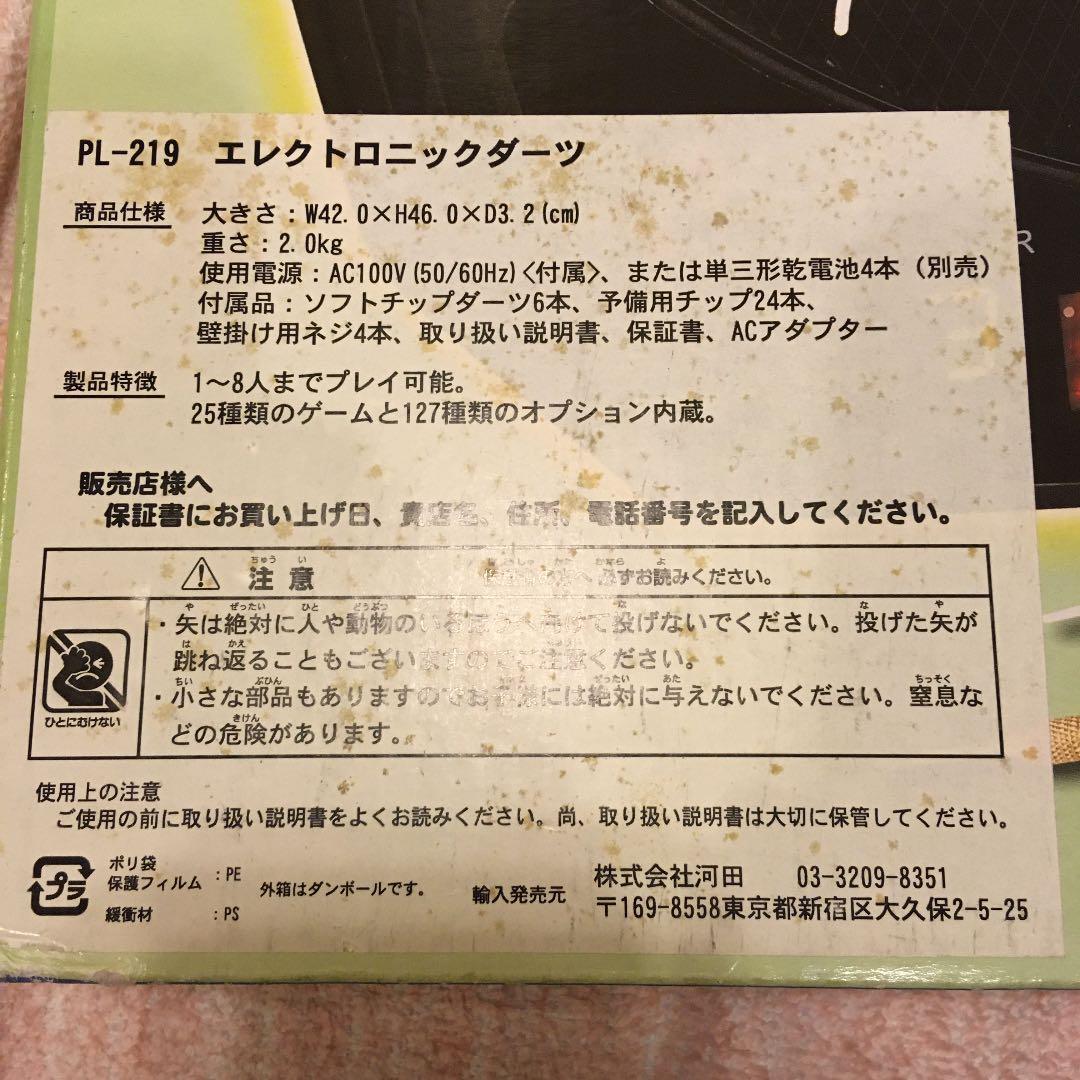 PL-219 エレクトロニックダーツ
商品仕様 大きさ：W42.0×H46.0×D3.2(cm)
重さ：2.0kg
使用電源：AC100V(50/60Hz)<付属>、または単三形乾電池4本（別売）
付属品：ソフトチップダーツ6本、予備用チップ24本、
壁掛け用ネジ4本、取り扱い説明書、保証書、ACアダプター
製品特徴 1～8人までプレイ可能。
25種類のゲームと127種類のオプション内蔵。
販売店様へ
保証書にお買い上げ日、貴店名、住所、電話番号を記入してください。
⚠ 注意 必ずお読みください。
・矢は絶対に人や動物のいるほうへ向けて投げないでください。投げた矢が
跳ね返ることもございますのでご注意ください。
・小さな部品もありますのでお子様には絶対に与えないでください。窒息な
どの危険があります。
ひとにむけない
使用上の注意
ご使用の前に取り扱い説明書をよくお読みください。尚、取り扱い説明書は大切に保管してください。
プラ
ポリ袋
保護フィルム ：PE
緩衝材 ：PS
外箱はダンボールです。
輸入発売元
株式会社河田 03-3209-8351
〒169-8558東京都新宿区大久保2-5-25
R